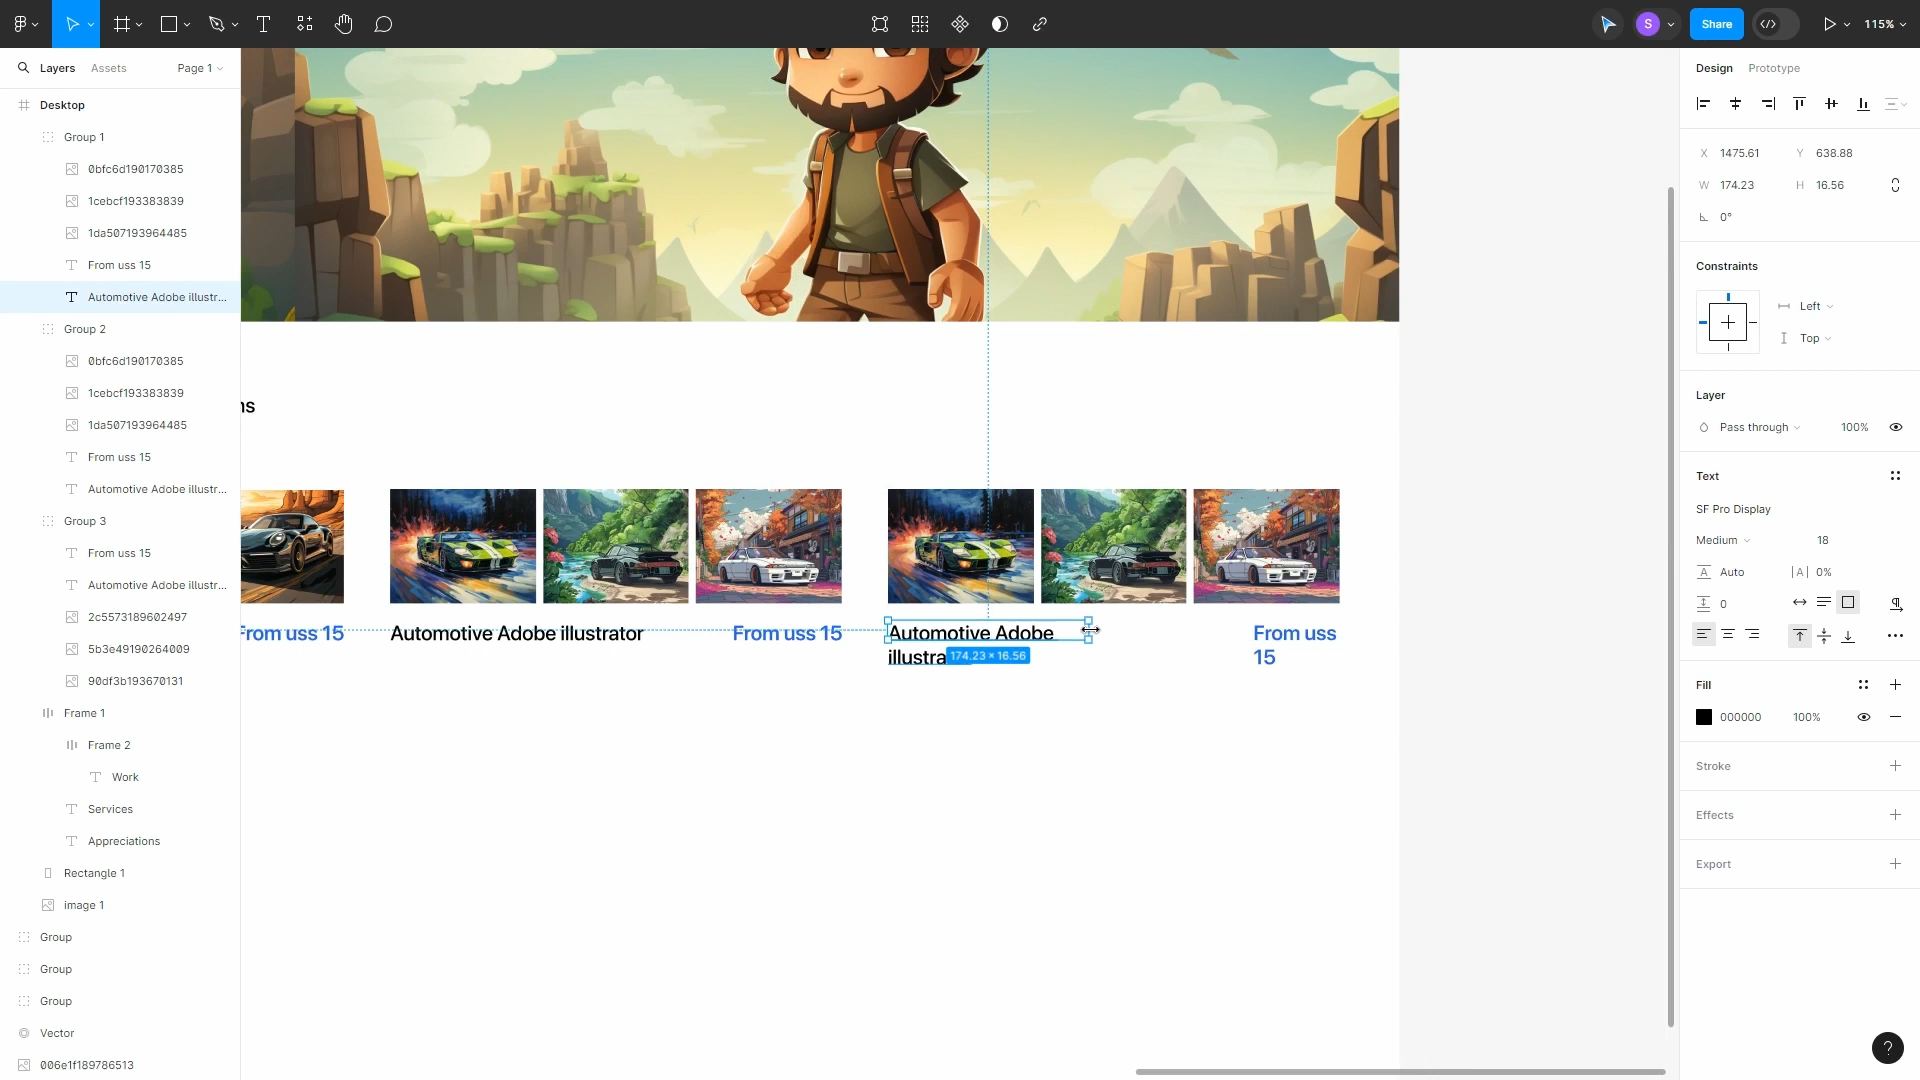 S
Share
115%
Layers
Assets
Page 1
Desktop
Group 1
0bfc6d190170385
1cebcf193383839
1da507193964485
From uss 15
Automotive Adobe illustr...
Group 2
0bfc6d190170385
1cebcf193383839
1da507193964485
From uss 15
Automotive Adobe illustr...
Group 3
From uss 15
Automotive Adobe illustr...
2c5573189602497
5b3e49190264009
90df3b193670131
Frame 1
Frame 2
Work
Services
Appreciations
Rectangle 1
image 1
Group
Group
Group
Vector
006e1f189786513
ns
From uss 15
Automotive Adobe illustrator
From uss 15
Automotive Adobe
illustra
174.23 × 16.56
From uss
15
Design
Prototype
X 1475.61
Y 638.88
W 174.23
H 16.56
0°
Constraints
Left
Top
Layer
Pass through
100%
Text
SF Pro Display
Medium
18
A Auto
|A| 0%
0
Fill
000000
100%
Stroke
Effects
Export
?